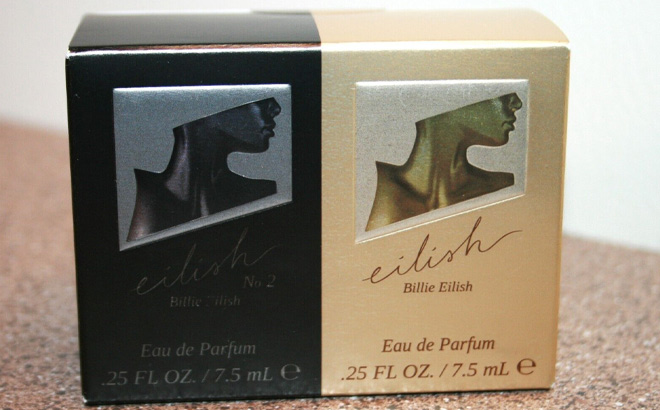 eilish
No. 2
Billie Eilish
Eau de Parfum
.25 FL OZ. / 7.5 mL ℮
eilish
Billie Eilish
Eau de Parfum
.25 FL OZ. / 7.5 mL ℮